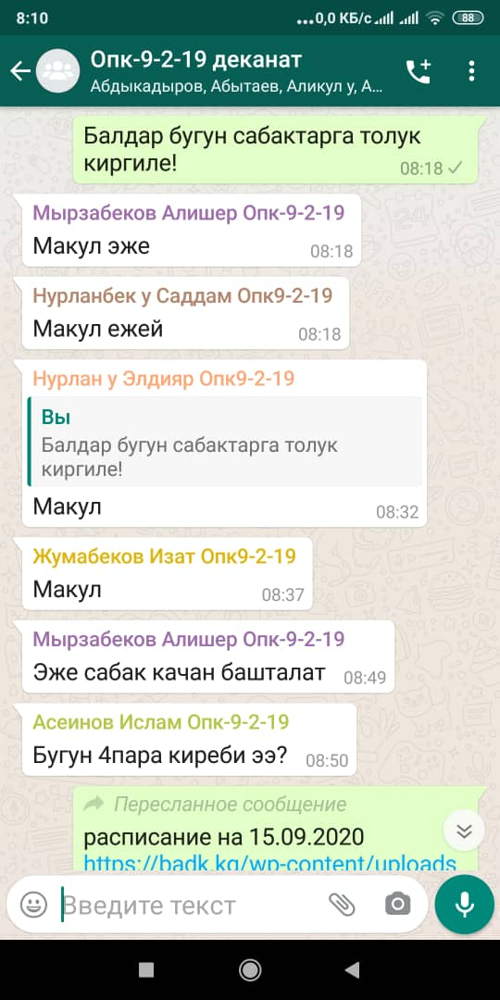 8:10
...0,0 КБ/с
88
Опк-9-2-19 деканат
Абдыкадыров, Абытаев, Аликул у, А...
Балдар бугун сабактарга толук
киргиле!
08:18
Мырзабеков Алишер Опк-9-2-19
Макул эже
08:18
Нурланбек у Саддам Опк9-2-19
Макул ежей
08:18
Нурлан у Элдияр Опк9-2-19
Вы
Балдар бугун сабактарга толук
киргиле!
Макул
08:32
Жумабеков Изат Опк9-2-19
Макул
08:37
Мырзабеков Алишер Опк-9-2-19
Эже сабак качан башталат
08:49
Асеинов Ислам Опк-9-2-19
Бугун 4пара киреби ээ?
08:50
Пересланное сообщение
расписание на 15.09.2020
https://badk.kg/wp-content/uploads
Введите текст